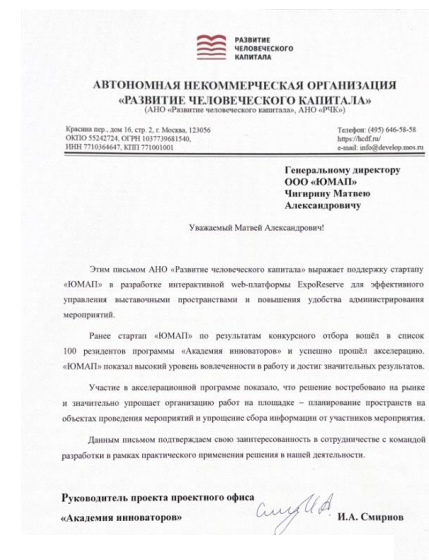 РАЗВИТИЕ
ЧЕЛОВЕЧЕСКОГО
КАПИТАЛА
АВТОНОМНАЯ НЕКОММЕРЧЕСКАЯ ОРГАНИЗАЦИЯ
«РАЗВИТИЕ ЧЕЛОВЕЧЕСКОГО КАПИТАЛА»
(АНО «Развитие человеческого капитала», АНО «РЧК»)
Красина пер., дом 16, стр. 2, г. Москва, 123056
Телефон: (495) 646-58-58
ОКПО 55242724, ОГРН 1037739681540,
https://hcdf.ru/
ИНН 7710364647, КПП 771001001
e-mail: info@develop.mos.ru
Генеральному директору
ООО «ЮМАП»
Чигирину Матвею
Александровичу
Уважаемый Матвей Александрович!
Этим письмом АНО «Развитие человеческого капитала» выражает поддержку стартапу
«ЮМАП» в разработке интерактивной web-платформы ExpoReserve для эффективного
управления выставочными пространствами и повышения удобства администрирования
мероприятий.
Ранее стартап «ЮМАП» по результатам конкурсного отбора вошёл в список
100 резидентов программы «Академия инноваторов» и успешно прошёл акселерацию.
«ЮМАП» показал высокий уровень вовлеченности в работу и достиг значительных результатов.
Участие в акселерационной программе показало, что решение востребовано на рынке
и значительно упрощает организацию работ на площадке – планирование пространств на
объектах проведения мероприятий и упрощение сбора информации от участников мероприятия.
Данным письмом подтверждаем свою заинтересованность в сотрудничестве с командой
разработки в рамках практического применения решения в нашей деятельности.
Руководитель проекта проектного офиса
«Академия инноваторов»
И.А. Смирнов